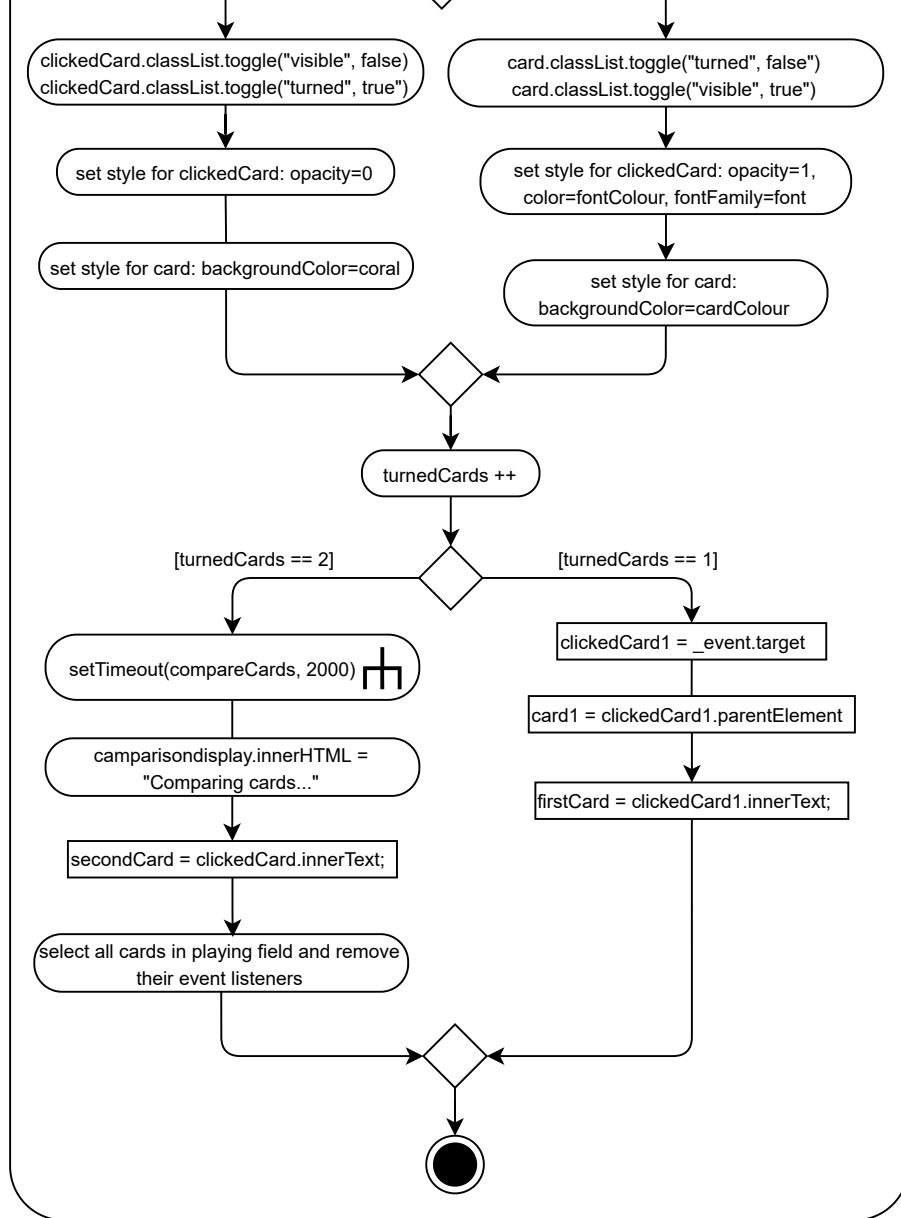 clickedCard.classList.toggle("visible", false)
clickedCard.classList.toggle("turned", true")
card.classList.toggle("turned", false")
card.classList.toggle("visible", true")
set style for clickedCard: opacity=0
set style for clickedCard: opacity=1,
color=fontColour, fontFamily=font
set style for card: backgroundColor=coral
set style for card:
backgroundColor=cardColour
turnedCards ++
[turnedCards == 2]
[turnedCards == 1]
setTimeout(compareCards, 2000)
camparisondisplay.innerHTML =
"Comparing cards..."
secondCard = clickedCard.innerText;
select all cards in playing field and remove
their event listeners
clickedCard1 = _event.target
card1 = clickedCard1.parentElement
firstCard = clickedCard1.innerText;